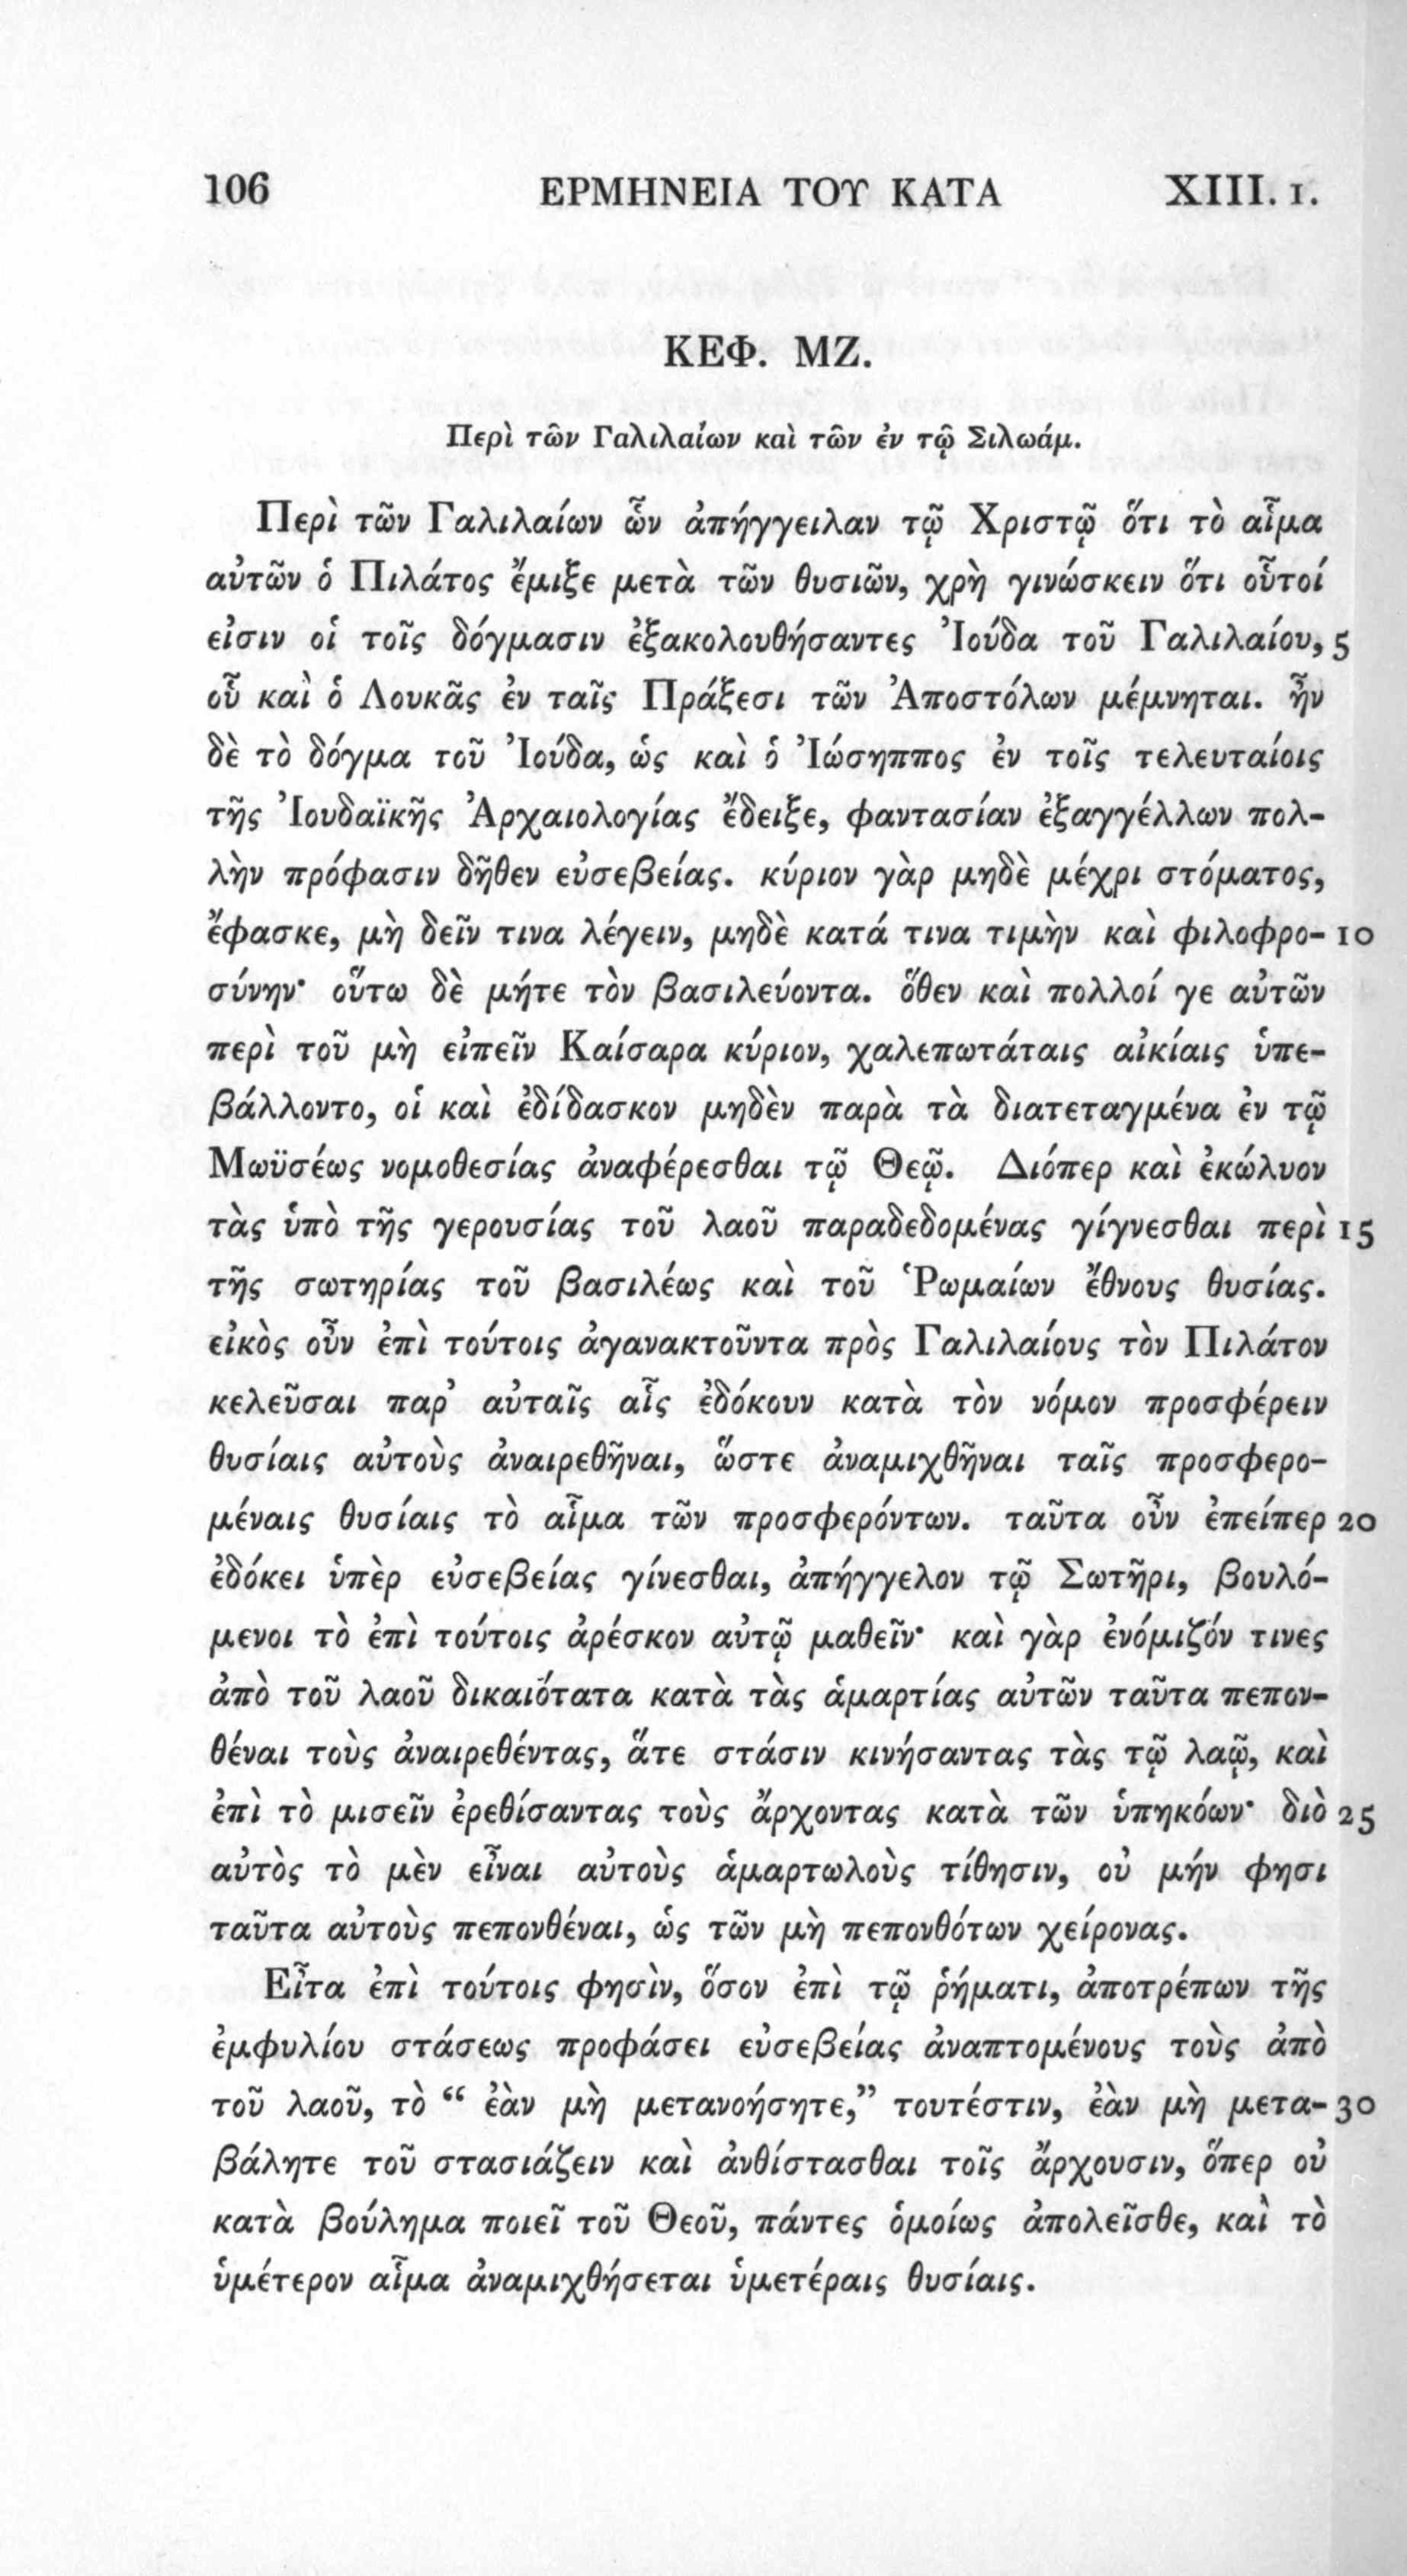 106 ΕΡΜΗΝΕΙΑ ΤΟΥ ΚΑΤΑ XIII. 1.
ΚΕΦ. ΜΖ.
Περὶ τῶν Γαλιλαίων καὶ τῶν ἐν τῷ Σιλωάμ.
Περὶ τῶν Γαλιλαίων ὧν ἀπήγγειλαν τῷ Χριστῷ ὅτι τὸ αἷμα
αὐτῶν ὁ Πιλάτος ἔμιξε μετὰ τῶν θυσιῶν, χρὴ γινώσκειν ὅτι οὗτοί
εἰσιν οἱ τοῖς δόγμασιν ἐξακολουθήσαντες Ἰούδα τοῦ Γαλιλαίου, 5
οὗ καὶ ὁ Λουκᾶς ἐν ταῖς Πράξεσι τῶν Ἀποστόλων μέμνηται. ἦν
δὲ τὸ δόγμα τοῦ Ἰούδα, ὡς καὶ ὁ Ἰώσηππος ἐν τοῖς τελευταίοις
τῆς Ἰουδαϊκῆς Ἀρχαιολογίας ἔδειξε, φαντασίαν ἐξαγγέλλων πολ-
λὴν πρόφασιν δῆθεν εὐσεβείας. κύριον γὰρ μηδὲ μέχρι στόματος,
ἔφασκε, μὴ δεῖν τινα λέγειν, μηδὲ κατά τινα τιμὴν καὶ φιλοφρο- 10
σύνην· οὕτω δὲ μήτε τὸν βασιλεύοντα. ὅθεν καὶ πολλοί γε αὐτῶν
περὶ τοῦ μὴ εἰπεῖν Καίσαρα κύριον, χαλεπωτάταις αἰκίαις ὑπε-
βάλλοντο, οἱ καὶ ἐδίδασκον μηδὲν παρὰ τὰ διατεταγμένα ἐν τῷ
Μωϋσέως νομοθεσίας ἀναφέρεσθαι τῷ Θεῷ. Διόπερ καὶ ἐκώλυον
τὰς ὑπὸ τῆς γερουσίας τοῦ λαοῦ παραδεδομένας γίγνεσθαι περὶ 15
τῆς σωτηρίας τοῦ βασιλέως καὶ τοῦ Ῥωμαίων ἔθνους θυσίας.
εἰκὸς οὖν ἐπὶ τούτοις ἀγανακτοῦντα πρὸς Γαλιλαίους τὸν Πιλάτον
κελεῦσαι παρ’ αὐταῖς αἷς ἐδόκουν κατὰ τὸν νόμον προσφέρειν
θυσίαις αὐτοὺς ἀναιρεθῆναι, ὥστε ἀναμιχθῆναι ταῖς προσφερο-
μέναις θυσίαις τὸ αἷμα τῶν προσφερόντων. ταῦτα οὖν ἐπείπερ 20
ἐδόκει ὑπὲρ εὐσεβείας γίνεσθαι, ἀπήγγελον τῷ Σωτῆρι, βουλό-
μενοι τὸ ἐπὶ τούτοις ἀρέσκον αὐτῷ μαθεῖν· καὶ γὰρ ἐνόμιζόν τινες
ἀπὸ τοῦ λαοῦ δικαιότατα κατὰ τὰς ἁμαρτίας αὐτῶν ταῦτα πεπον-
θέναι τοὺς ἀναιρεθέντας, ἅτε στάσιν κινήσαντας τὰς τῷ λαῷ, καὶ
ἐπὶ τὸ μισεῖν ἐρεθίσαντας τοὺς ἄρχοντας κατὰ τῶν ὑπηκόων· διὸ 25
αὐτὸς τὸ μὲν εἶναι αὐτοὺς ἁμαρτωλοὺς τίθησιν, οὐ μήν φησι
ταῦτα αὐτοὺς πεπονθέναι, ὡς τῶν μὴ πεπονθότων χείρονας.
Εἶτα ἐπὶ τούτοις φησὶν, ὅσον ἐπὶ τῷ ῥήματι, ἀποτρέπων τῆς
ἐμφυλίου στάσεως προφάσει εὐσεβείας ἀναπτομένους τοὺς ἀπὸ
τοῦ λαοῦ, τὸ “ ἐὰν μὴ μετανοήσητε,” τουτέστιν, ἐὰν μὴ μετα- 30
βάλητε τοῦ στασιάζειν καὶ ἀνθίστασθαι τοῖς ἄρχουσιν, ὅπερ οὐ
κατὰ βούλημα ποιεῖ τοῦ Θεοῦ, πάντες ὁμοίως ἀπολεῖσθε, καὶ τὸ
ὑμέτερον αἷμα ἀναμιχθήσεται ὑμετέραις θυσίαις.